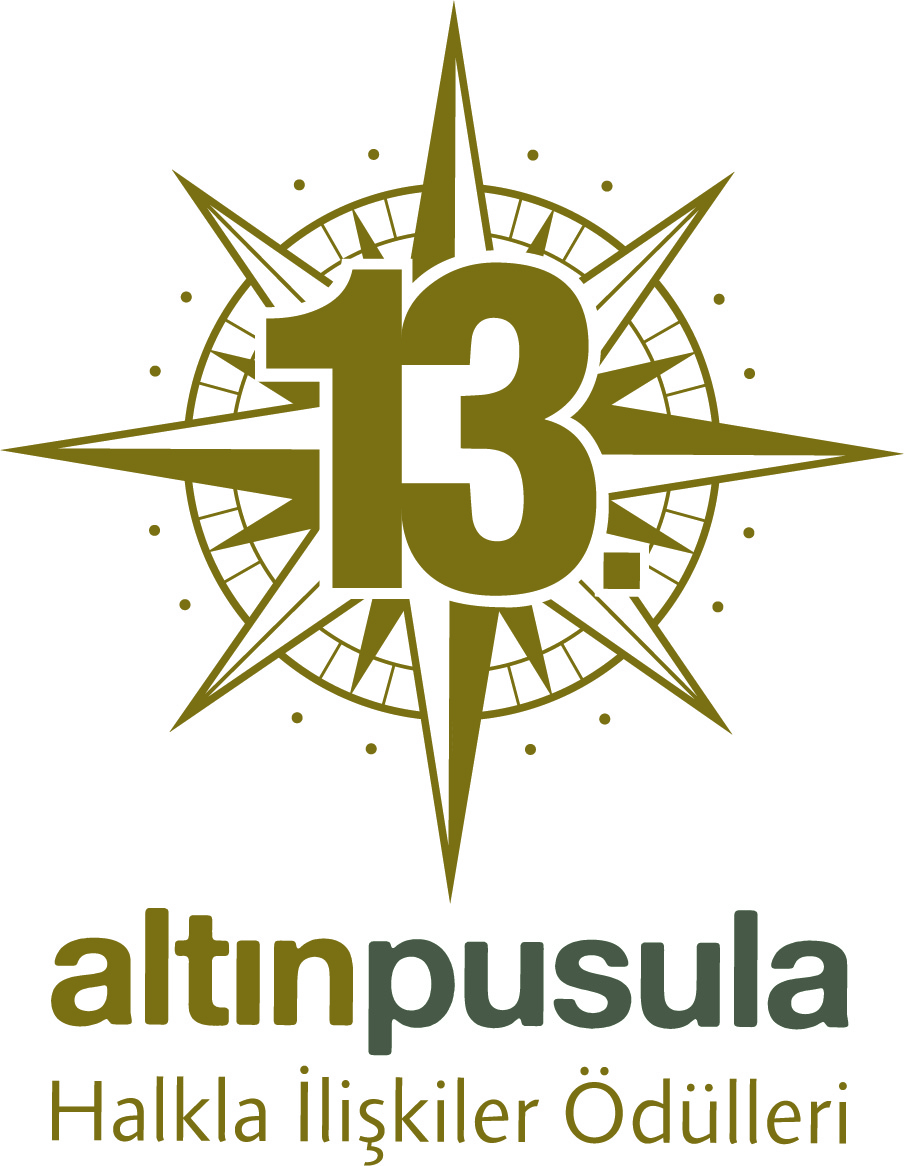 13.
altınpusula
Halkla İlişkiler Ödülleri